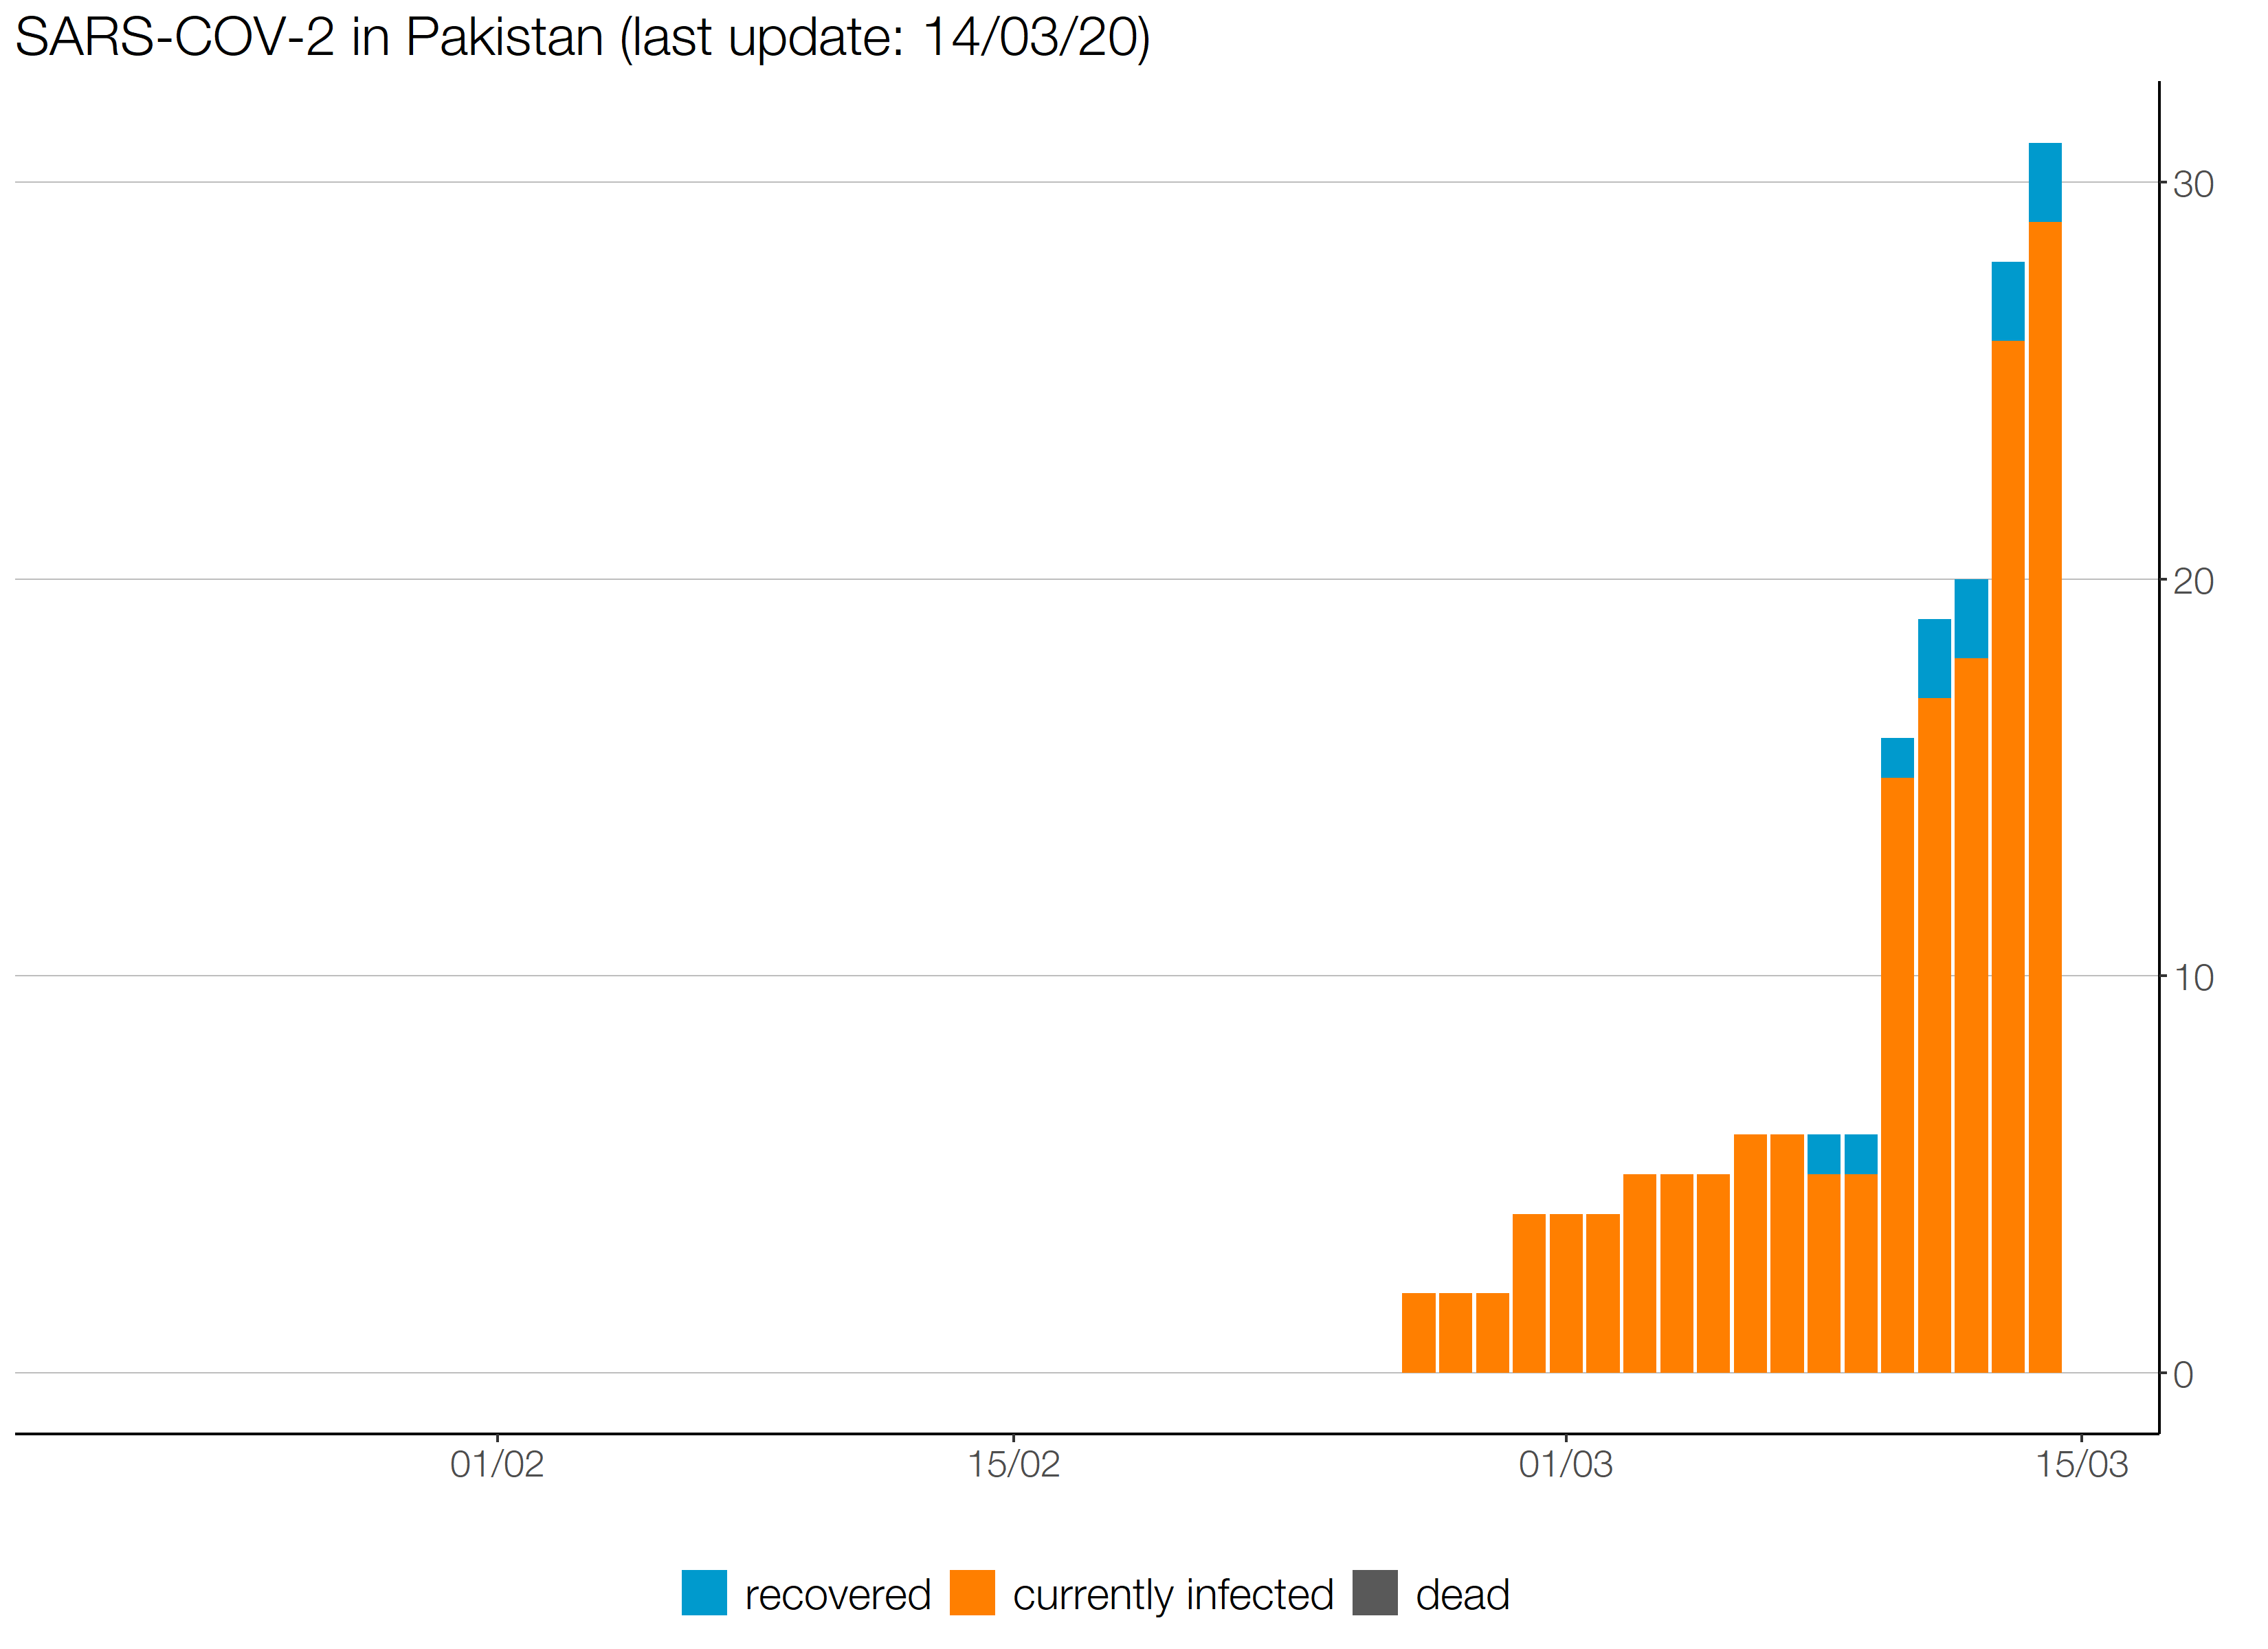 SARS-COV-2 in Pakistan (last update: 14/03/20)
30
20
10
0
01/02 15/02 01/03 15/03
recovered currently infected dead